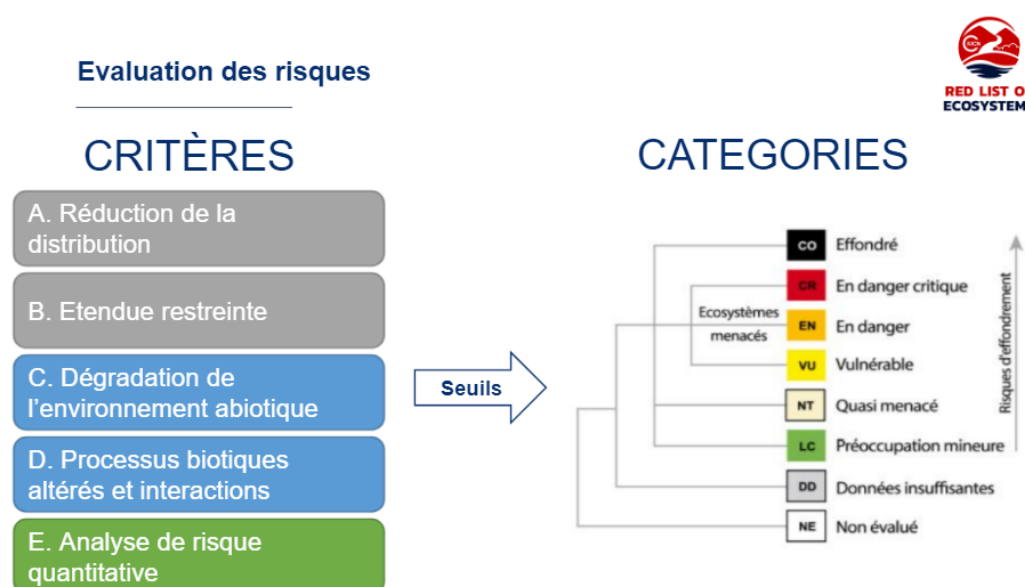 Evaluation des risques
IUCN
RED LIST O
ECOSYSTEM
CRITÈRES
A. Réduction de la
distribution
B. Etendue restreinte
C. Dégradation de
l'environnement abiotique
D. Processus biotiques
altérés et interactions
E. Analyse de risque
quantitative
Seuils
CATEGORIES
CO Effondré
CR En danger critique
Ecosystèmes
menacés
EN En danger
VU Vulnérable
NT Quasi menacé
LC Préoccupation mineure
DD Données insuffisantes
NE Non évalué
Risques d'effondrement